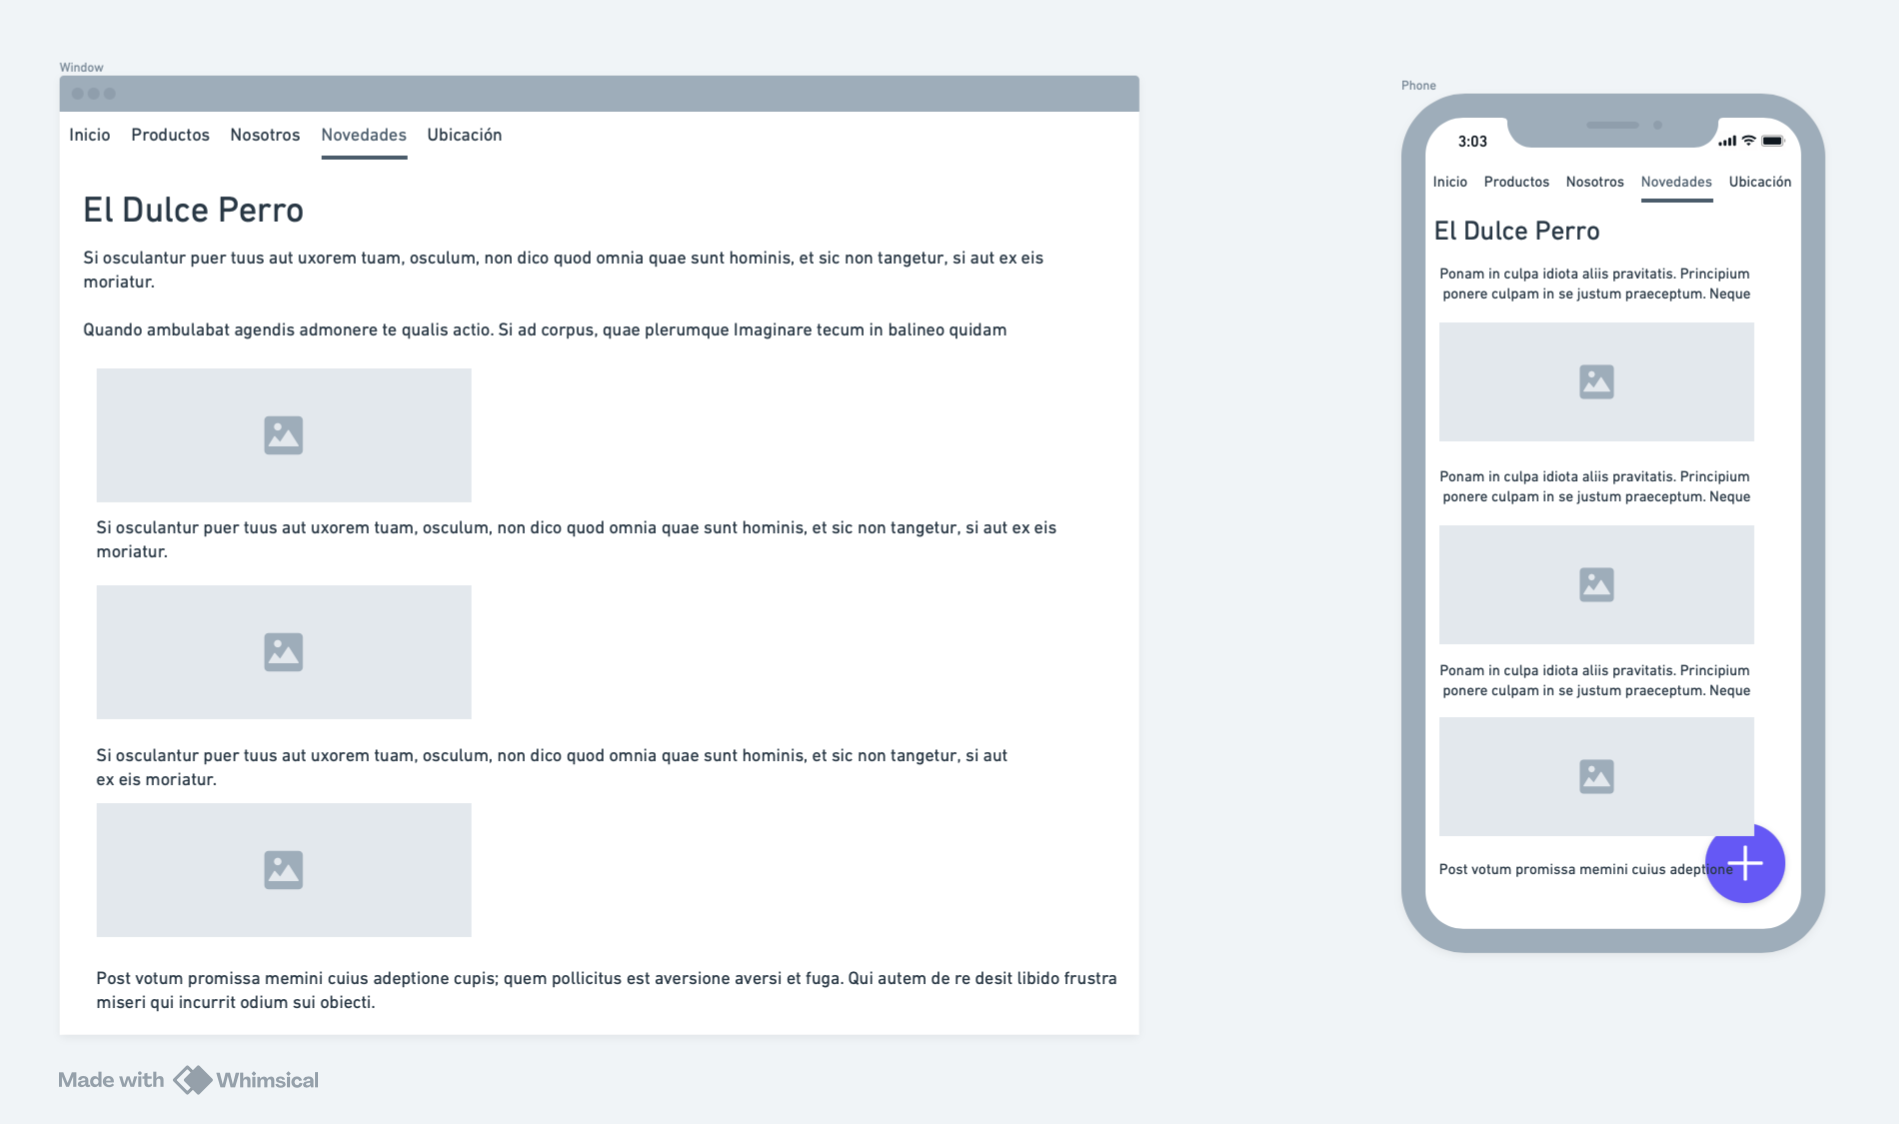 Window
Inicio Productos Nosotros Novedades Ubicación
El Dulce Perro
Si osculantur puer tuus aut uxorem tuam, osculum, non dico quod omnia quae sunt hominis, et sic non tangetur, si aut ex eis
moriatur.
Quando ambulabat agendis admonere te qualis actio. Si ad corpus, quae plerumque Imaginare tecum in balineo quidam
Si osculantur puer tuus aut uxorem tuam, osculum, non dico quod omnia quae sunt hominis, et sic non tangetur, si aut ex eis
moriatur.
Si osculantur puer tuus aut uxorem tuam, osculum, non dico quod omnia quae sunt hominis, et sic non tangetur, si aut
ex eis moriatur.
Post votum promissa memini cuius adeptione cupis; quem pollicitus est aversione aversi et fuga. Qui autem de re desit libido frustra
miseri qui incurrit odium sui obiecti.
Phone
3:03
Inicio Productos Nosotros Novedades Ubicación
El Dulce Perro
Ponam in culpa idiota aliis pravitatis. Principium
ponere culpam in se justum praeceptum. Neque
Ponam in culpa idiota aliis pravitatis. Principium
ponere culpam in se justum praeceptum. Neque
Ponam in culpa idiota aliis pravitatis. Principium
ponere culpam in se justum praeceptum. Neque
Post votum promissa memini cuius adeptione
Made with Whimsical